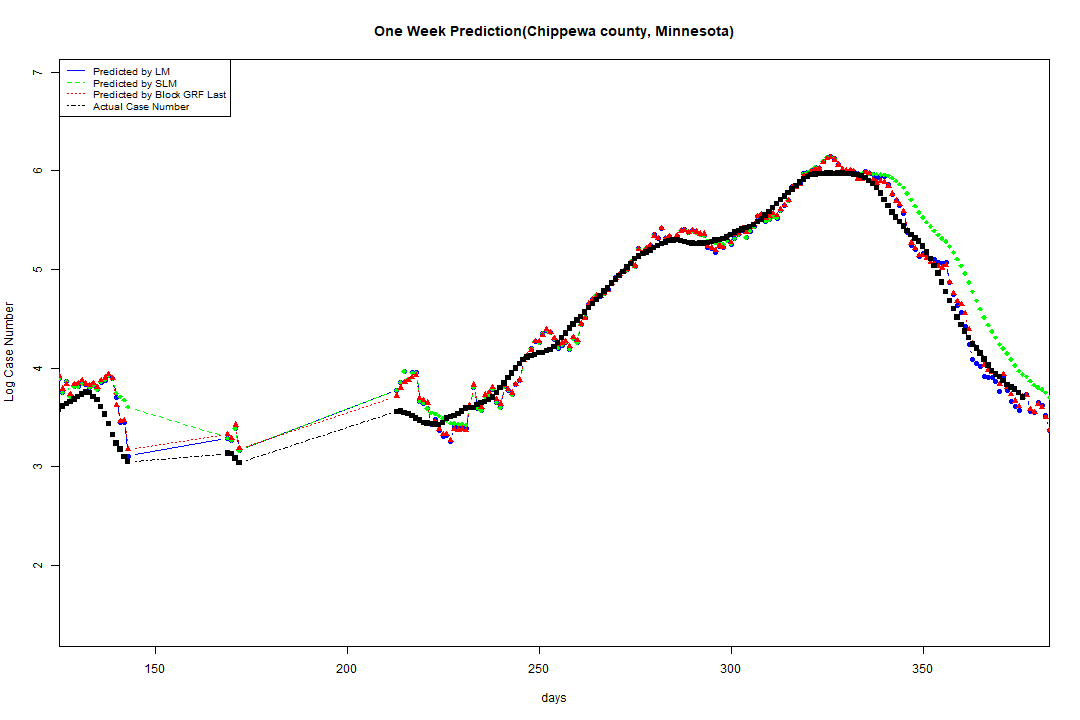 One Week Prediction(Chippewa county, Minnesota)
Predicted by LM
Predicted by SLM
Predicted by Block GRF Last
Actual Case Number
7
6
5
4
3
2
Log Case Number
150 200 250 300 350
days